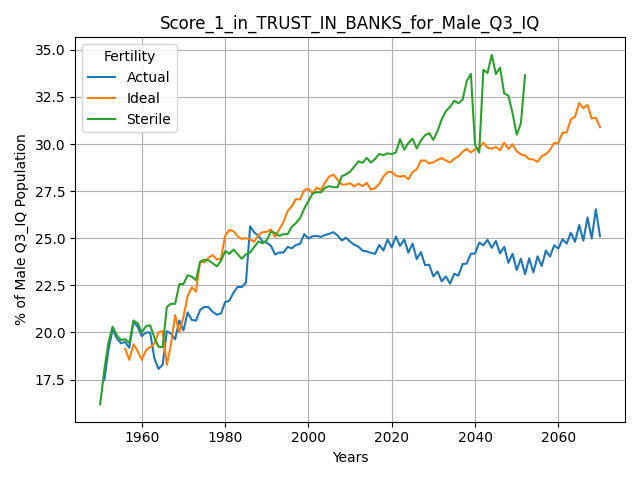 Score_1_in_TRUST_IN_BANKS_for_Male_Q3_IQ
Fertility
Actual
Ideal
Sterile
% of Male Q3_IQ Population
35.0
32.5
30.0
27.5
25.0
22.5
20.0
17.5
1960
1980
2000
2020
2040
2060
Years